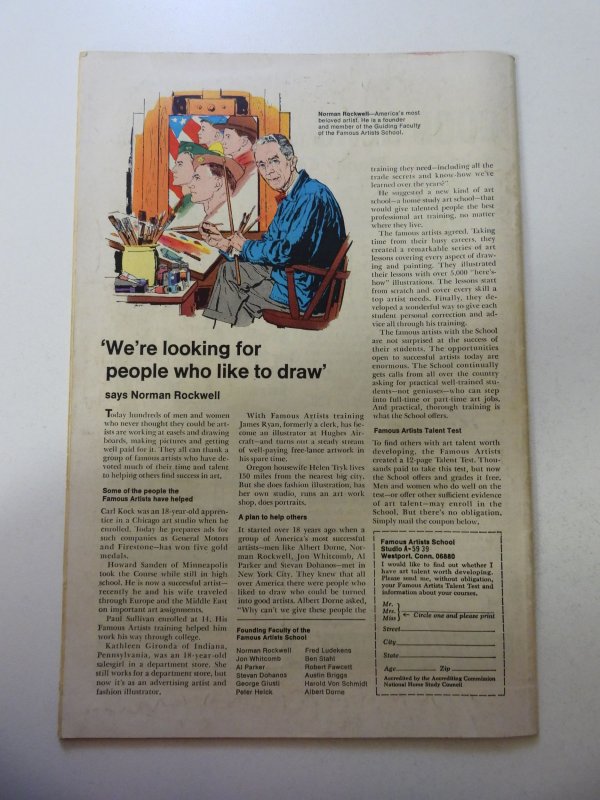 Norman Rockwell—America's most
beloved artist. He is a founder
and member of the Guiding Faculty
of the Famous Artists School.
'We're looking for
people who like to draw'
says Norman Rockwell
Today hundreds of men and women
who never thought they could be art-
ists are working at easels and drawing
boards, making pictures and getting
well paid for it. They all can thank a
group of famous artists who have de-
voted much of their time and talent
to helping others find success in art.
Some of the people the
Famous Artists have helped
Carl Kock was an 18-year-old appren-
tice in a Chicago art studio when he
enrolled. Today he prepares ads for
such companies as General Motors
and Firestone—has won five gold
medals.
Howard Sanden of Minneapolis
took the Course while still in high
school. He is now a successful artist—
recently he and his wife traveled
through Europe and the Middle East
on important art assignments.
Paul Sullivan enrolled at 14. His
Famous Artists training helped him
work his way through college.
Kathleen Gironda of Indiana,
Pennsylvania, was an 18-year-old
salesgirl in a department store. She
still works for a department store, but
now it's as an advertising artist and
fashion illustrator.
With Famous Artists training
James Ryan, formerly a clerk, has be-
come an illustrator at Hughes Air-
craft—and turns out a steady stream
of well-paying free-lance artwork in
his spare time.
Oregon housewife Helen Tryk lives
150 miles from the nearest big city.
But she does fashion illustration, has
her own studio, runs an art work
shop, does portraits.
A plan to help others
It started over 18 years ago when a
group of America's most successful
artists—men like Albert Dorne, Nor-
man Rockwell, Jon Whitcomb, Al
Parker and Stevan Dohanos—met in
New York City. They knew that all
over America there were people who
liked to draw who could be turned
into good artists. Albert Dorne asked,
"Why can't we give these people the
Founding Faculty of the
Famous Artists School
Norman Rockwell
Jon Whitcomb
Al Parker
Stevan Dohanos
George Giusti
Peter Helck
Fred Ludekens
Ben Stahl
Robert Fawcett
Austin Briggs
Harold Von Schmidt
Albert Dorne
training they need—including all the
trade secrets and know-how we've
learned over the years?"
He suggested a new kind of art
school—a home study art school—that
would give talented people the best
professional art training, no matter
where they live.
The famous artists agreed. Taking
time from their busy careers, they
created a remarkable series of art
lessons covering every aspect of draw-
ing and painting. They illustrated
their lessons with over 5,000 "here's-
how" illustrations. The lessons start
from scratch and cover every skill a
top artist needs. Finally, they de-
veloped a wonderful way to give each
student personal correction and ad-
vice all through his training.
The famous artists with the School
are not surprised at the success of
their students. The opportunities
open to successful artists today are
enormous. The School continually
gets calls from all over the country
asking for practical well-trained stu-
dents—not geniuses—who can step
into full-time or part-time art jobs.
And practical, thorough training is
what the School offers.
Famous Artists Talent Test
To find others with art talent worth
developing, the Famous Artists
created a 12-page Talent Test. Thou-
sands paid to take this test, but now
the School offers and grades it free.
Men and women who do well on the
test—or offer other sufficient evidence
of art talent—may enroll in the
School. But there's no obligation,
Simply mail the coupon below.
Famous Artists School
Studio A-5939
Westport, Conn. 06880
I would like to find out whether I
have art talent worth developing.
Please send me, without obligation,
your Famous Artists Talent Test and
information about your courses.
Mr.
Mrs.
Miss
← Circle one and please print
Street
City
State
Age Zip
Accredited by the Accrediting Commission
National Home Study Council